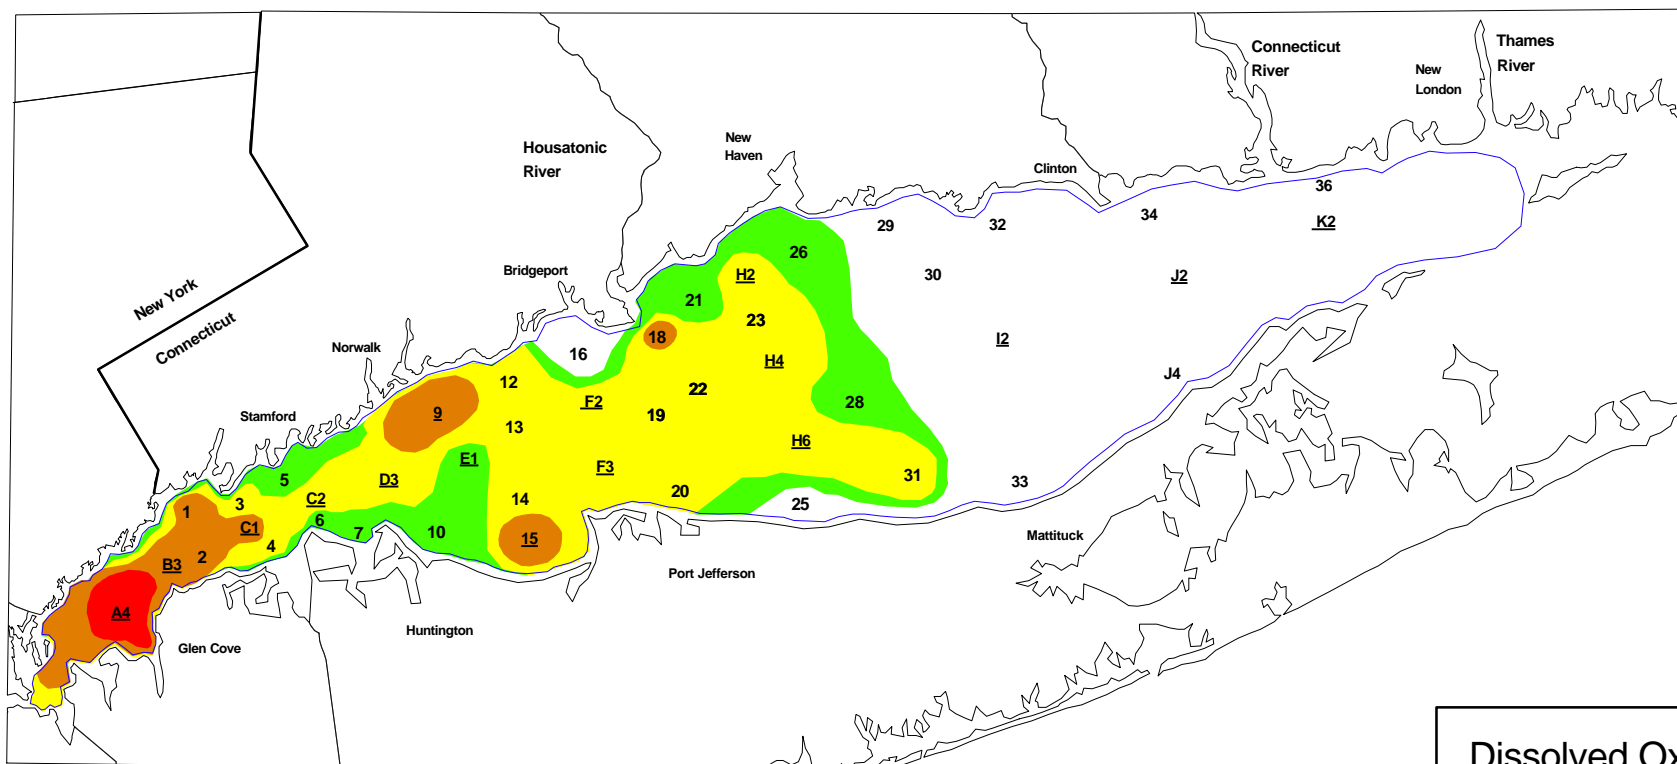 Thames
River
Connecticut
River
New
London
New
Haven
Housatonic
River
Clinton
36
34
K2
29
32
26
30
H2
J2
Bridgeport
21
New York
Connecticut
23
18
I2
Norwalk
16
H4
J4
12
22
F2
28
Stamford
9
19
13
H6
E1
F3
31
5
D3
33
20
14
C2
3
25
1
6
C1
7
10
15
4
Mattituck
2
B3
Port Jefferson
A4
Huntington
Glen Cove
Dissolved Ox